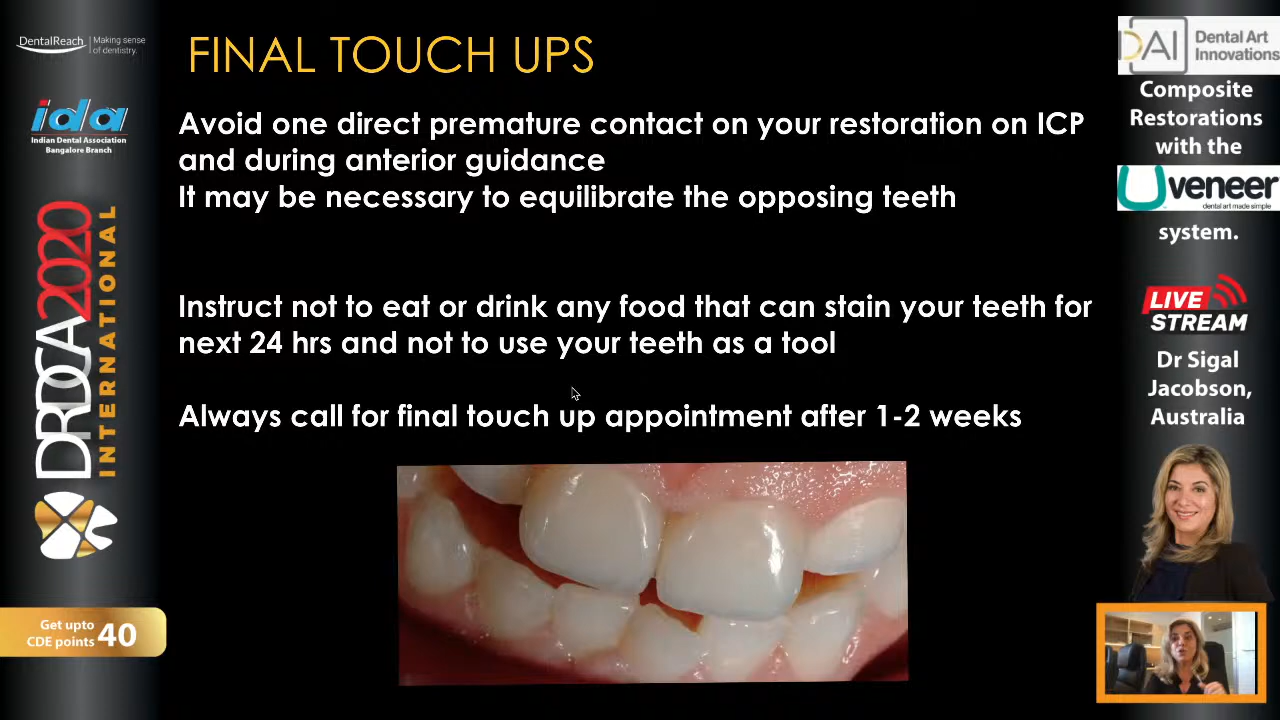 DentalReach
Making sense
of dentistry.
ida
Indian Dental Association
Bangalore Branch
DRDCA2020
INTERNATIONAL
Get upto
CDE points 40
FINAL TOUCH UPS
Avoid one direct premature contact on your restoration on ICP
and during anterior guidance
It may be necessary to equilibrate the opposing teeth
Instruct not to eat or drink any food that can stain your teeth for
next 24 hrs and not to use your teeth as a tool
Always call for final touch up appointment after 1-2 weeks
DAI Dental Art
Innovations
Composite
Restorations
with the
Uveneer
dental art made simple
system.
LIVE
STREAM
Dr Sigal
Jacobson,
Australia